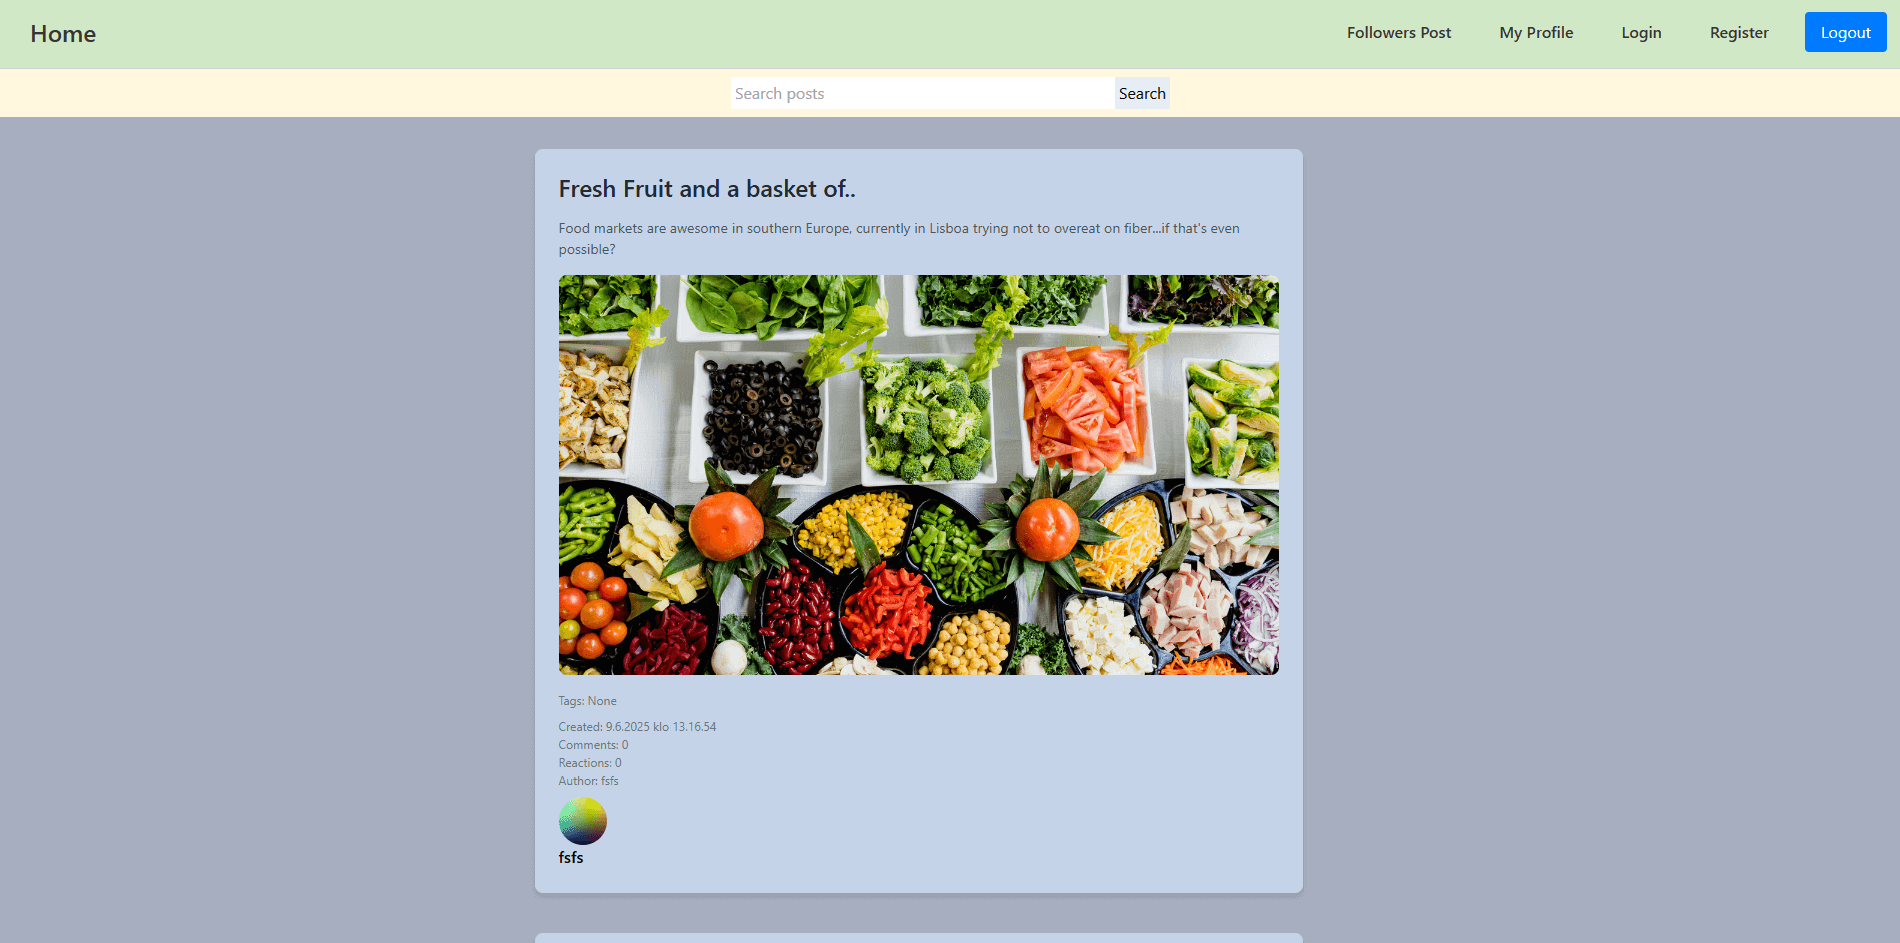 Home
Followers Post
My Profile
Login
Register
Logout
Search posts
Search
Fresh Fruit and a basket of..
Food markets are awesome in southern Europe, currently in Lisboa trying not to overeat on fiber...if that's even
possible?
Tags: None
Created: 9.6.2025 klo 13.16.54
Comments: 0
Reactions: 0
Author: fsfs
fsfs